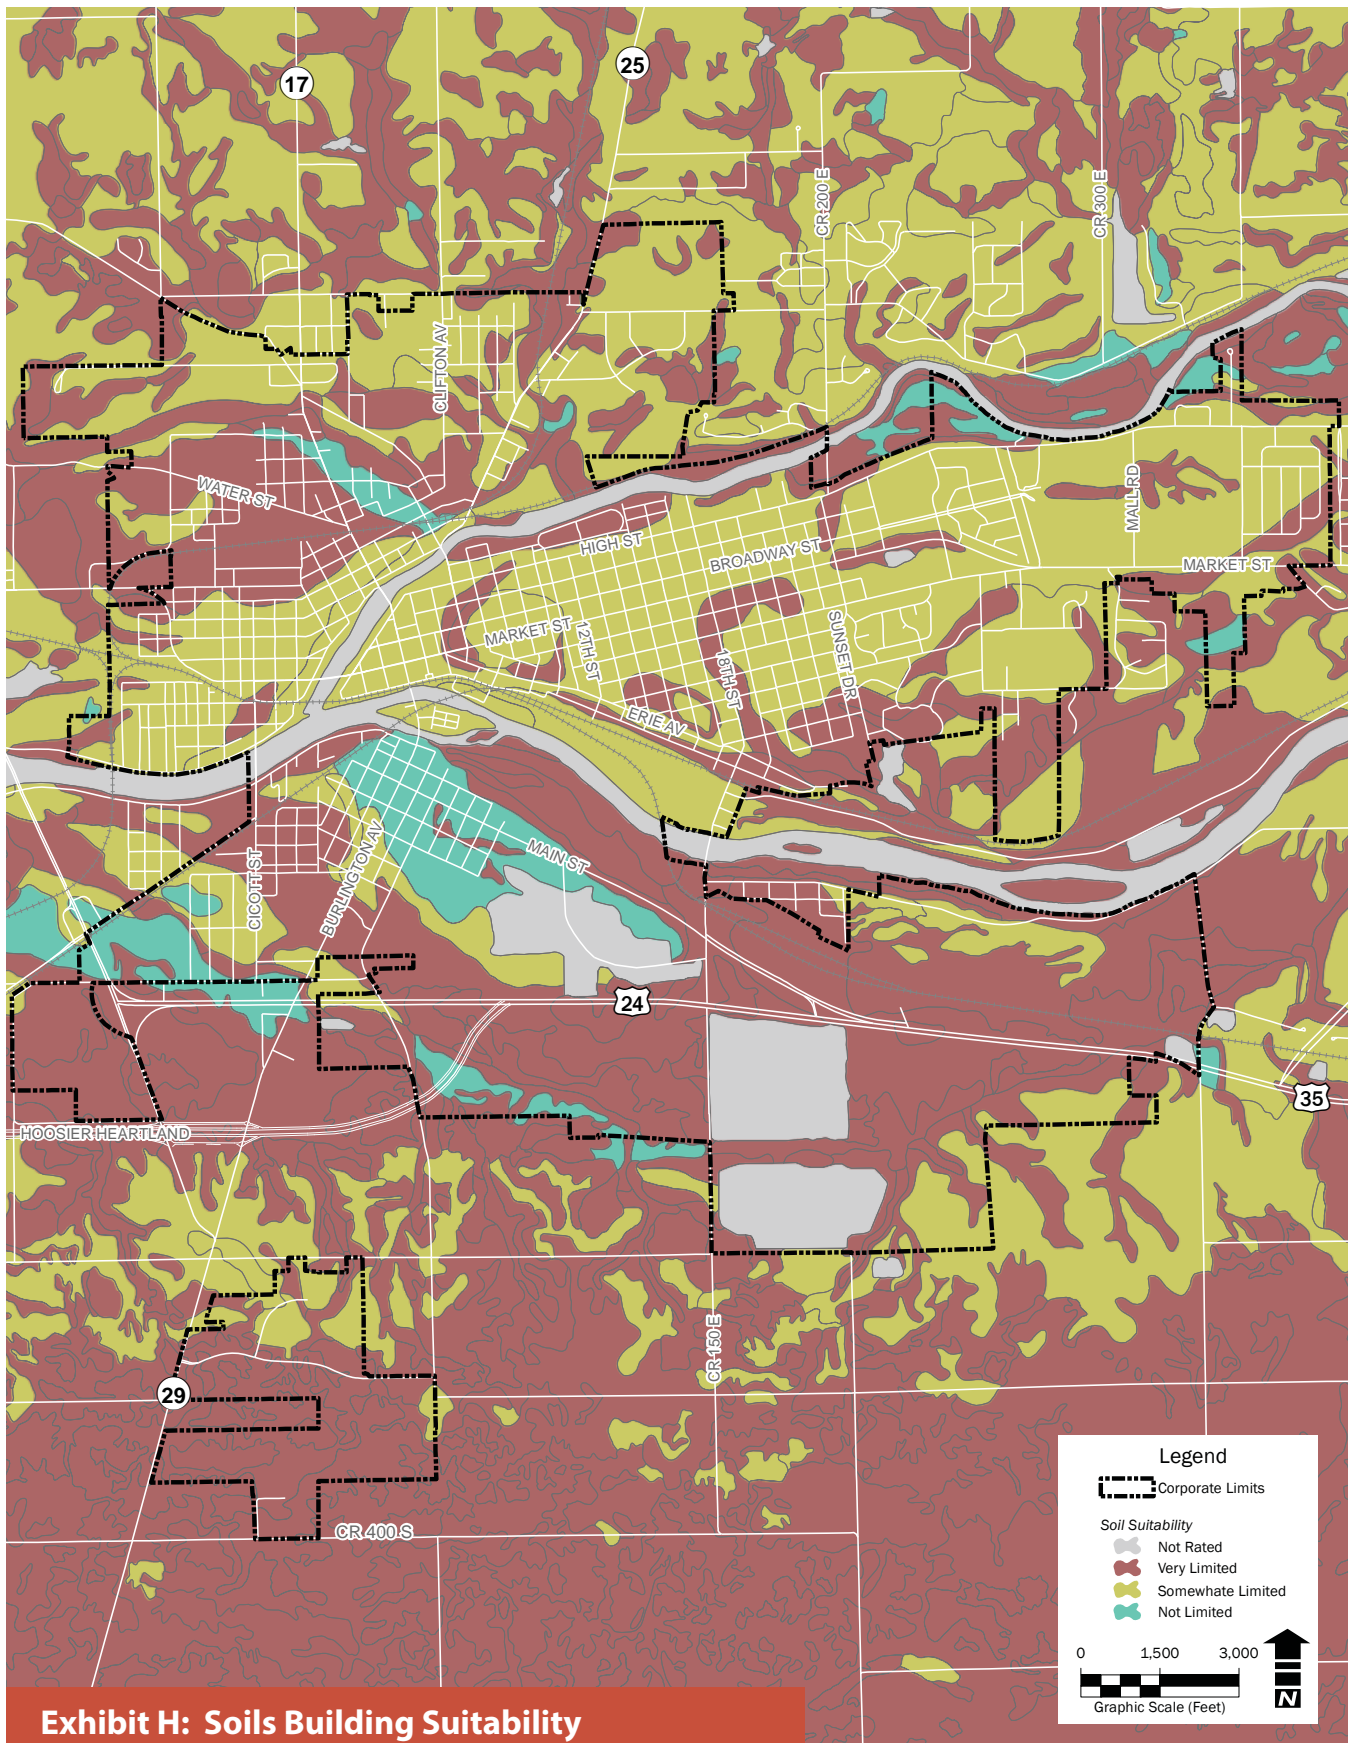 17
25
CR 200 E
CR 300 E
CLIFTON AV
WATER ST
HIGH ST
BROADWAY ST
MALL RD
MARKET ST
MARKET ST
12TH ST
18TH ST
SUNSET DR
ERIE AV
CICOTT ST
BURLINGTON AV
MAIN ST
24
35
HOOSIER HEARTLAND
CR 150 E
29
CR 400 S
Legend
Corporate Limits
Soil Suitability
Not Rated
Very Limited
Somewhate Limited
Not Limited
0 1,500 3,000
Graphic Scale (Feet)
N
Exhibit H: Soils Building Suitability